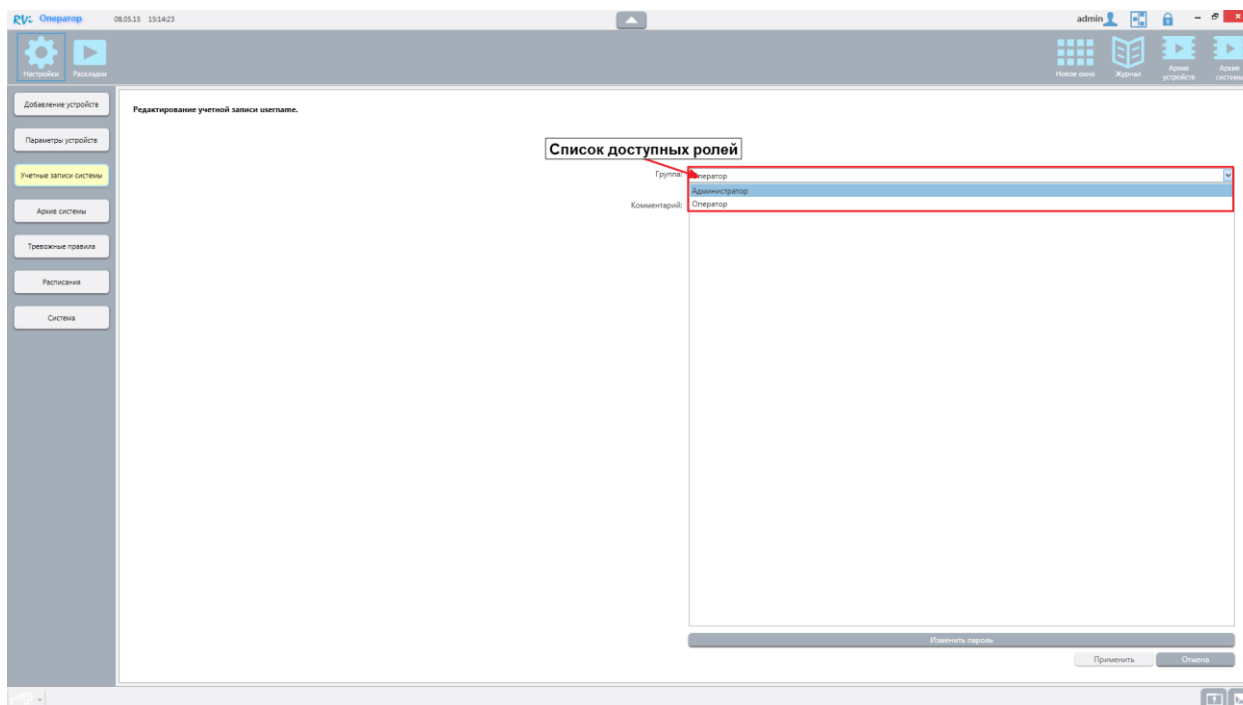 RVi Оператор 08.05.15 15:14:23 admin
Настройки Раскладки Новое окно Журнал Архив устройств Архив системы
Добавление устройств
Редактирование учетной записи username.
Параметры устройств
Список доступных ролей
Учетные записи системы
Группа: Оператор
Администратор
Архив системы
Комментарий: Оператор
Тревожные правила
Расписания
Система
Изменить пароль
Применить Отмена